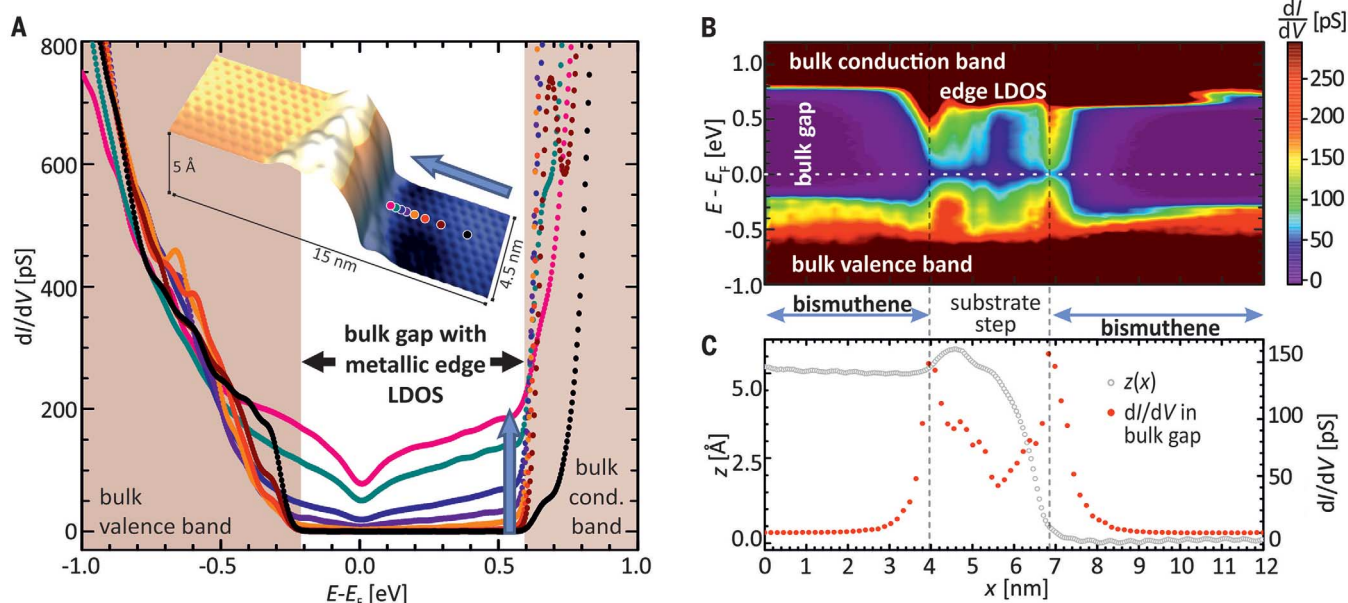 A
800
600
400
200
0
dI/dV [pS]
-1.0
-0.5
0.0
0.5
1.0
E-E_F [eV]
5 Å
15 nm
4.5 nm
bulk gap with
metallic edge
LDOS
bulk
valence band
bulk
cond.
band
B
1.0
0.5
0.0
-0.5
-1.0
E - E_F [eV]
bulk conduction band
edge LDOS
bulk gap
bulk valence band
dI
dV
[pS]
250
200
150
100
50
0
bismuthene
substrate
step
bismuthene
C
5.0
2.5
0.0
z [Å]
z(x)
dI/dV in
bulk gap
150
100
50
0
dI/dV [pS]
0 1 2 3 4 5 6 7 8 9 10 11 12
x [nm]